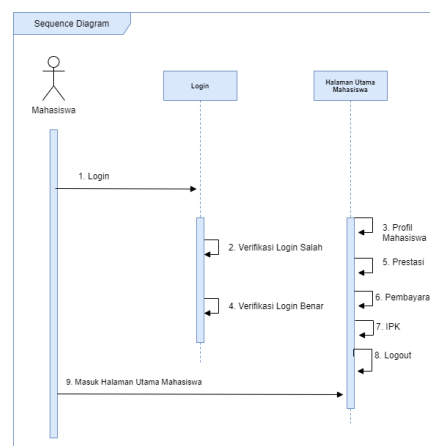 Sequence Diagram
Login
Halaman Utama
Mahasiswa
Mahasiswa
1. Login
3. Profil
Mahasiswa
2. Verifikasi Login Salah
5. Prestasi
6. Pembayara
4. Verifikasi Login Benar
7. IPK
8. Logout
9. Masuk Halaman Utama Mahasiswa